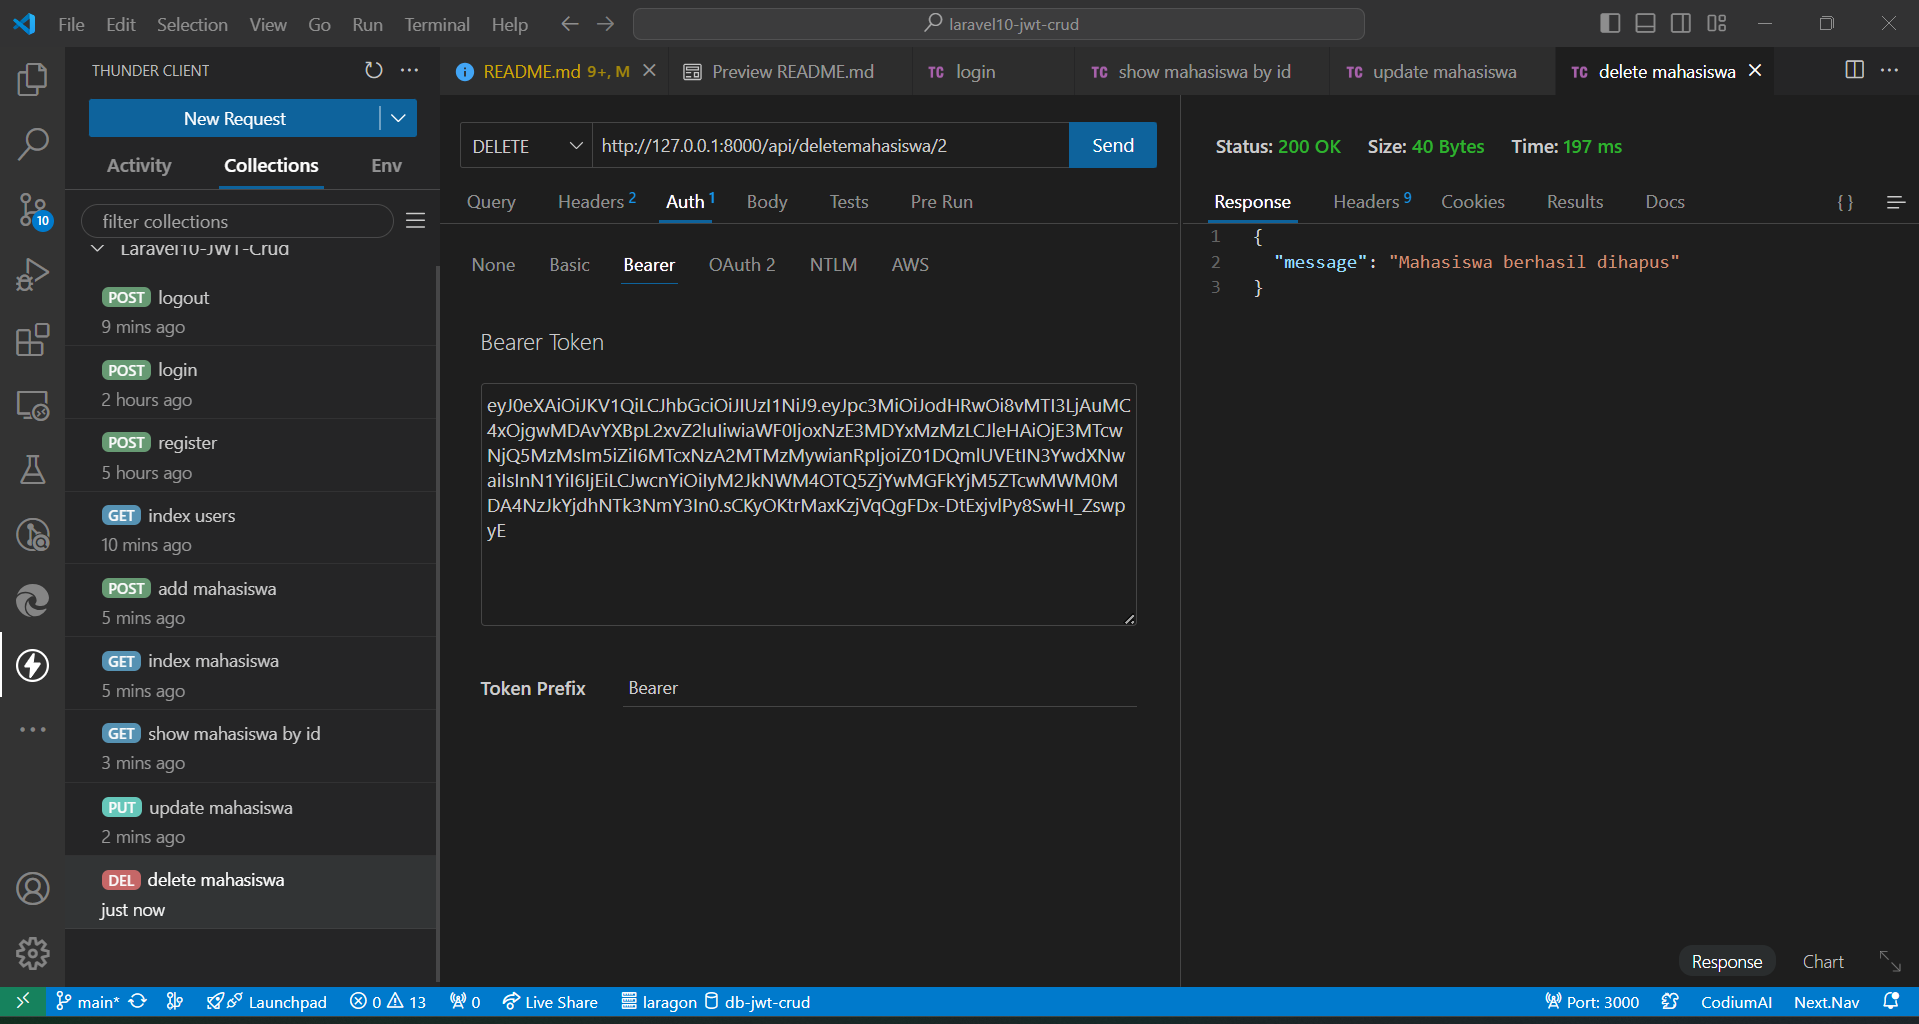 File Edit Selection View Go Run Terminal Help
laravel10-jwt-crud
THUNDER CLIENT
New Request
Activity Collections Env
filter collections
Laravel10-JWT-Crud
POST logout
9 mins ago
POST login
2 hours ago
POST register
5 hours ago
GET index users
10 mins ago
POST add mahasiswa
5 mins ago
GET index mahasiswa
5 mins ago
GET show mahasiswa by id
3 mins ago
PUT update mahasiswa
2 mins ago
DEL delete mahasiswa
just now
10
README.md 9+, M
Preview README.md
TC login
TC show mahasiswa by id
TC update mahasiswa
TC delete mahasiswa
DELETE http://127.0.0.1:8000/api/deletemahasiswa/2 Send
Query Headers 2 Auth 1 Body Tests Pre Run
None Basic Bearer OAuth 2 NTLM AWS
Bearer Token
eyJ0eXAiOiJKV1QiLCJhbGciOiJIUzI1NiJ9.eyJpc3MiOiJodHRwOi8vMTI3LjAuMC
4xOjgwMDAvYXBpL2xvZ2luIiwiaWF0IjoxNzE3MDYxMzMzLCJleHAiOjE3MTcw
NjQ5MzMsIm5iZiI6MTcxNzA2MTMzMywianRpIjoiZ01DQmlUVEtIN3YwdXNw
aiIsInN1YiI6IjEiLCJwcnYiOiIyM2JkNWM4OTQ5ZjYwMGFkYjM5ZTcwMWM0M
DA4NzJkYjdhNTk3NmY3In0.sCKyOKtrMaxKzjVqQgFDx-DtExjvlPy8SwHI_Zswp
yE
Token Prefix Bearer
Status: 200 OK Size: 40 Bytes Time: 197 ms
Response Headers 9 Cookies Results Docs { }
1 {
2 "message": "Mahasiswa berhasil dihapus"
3 }
Response Chart
main* Launchpad 0 13 0 Live Share laragon db-jwt-crud
Port: 3000 CodiumAI Next.Nav